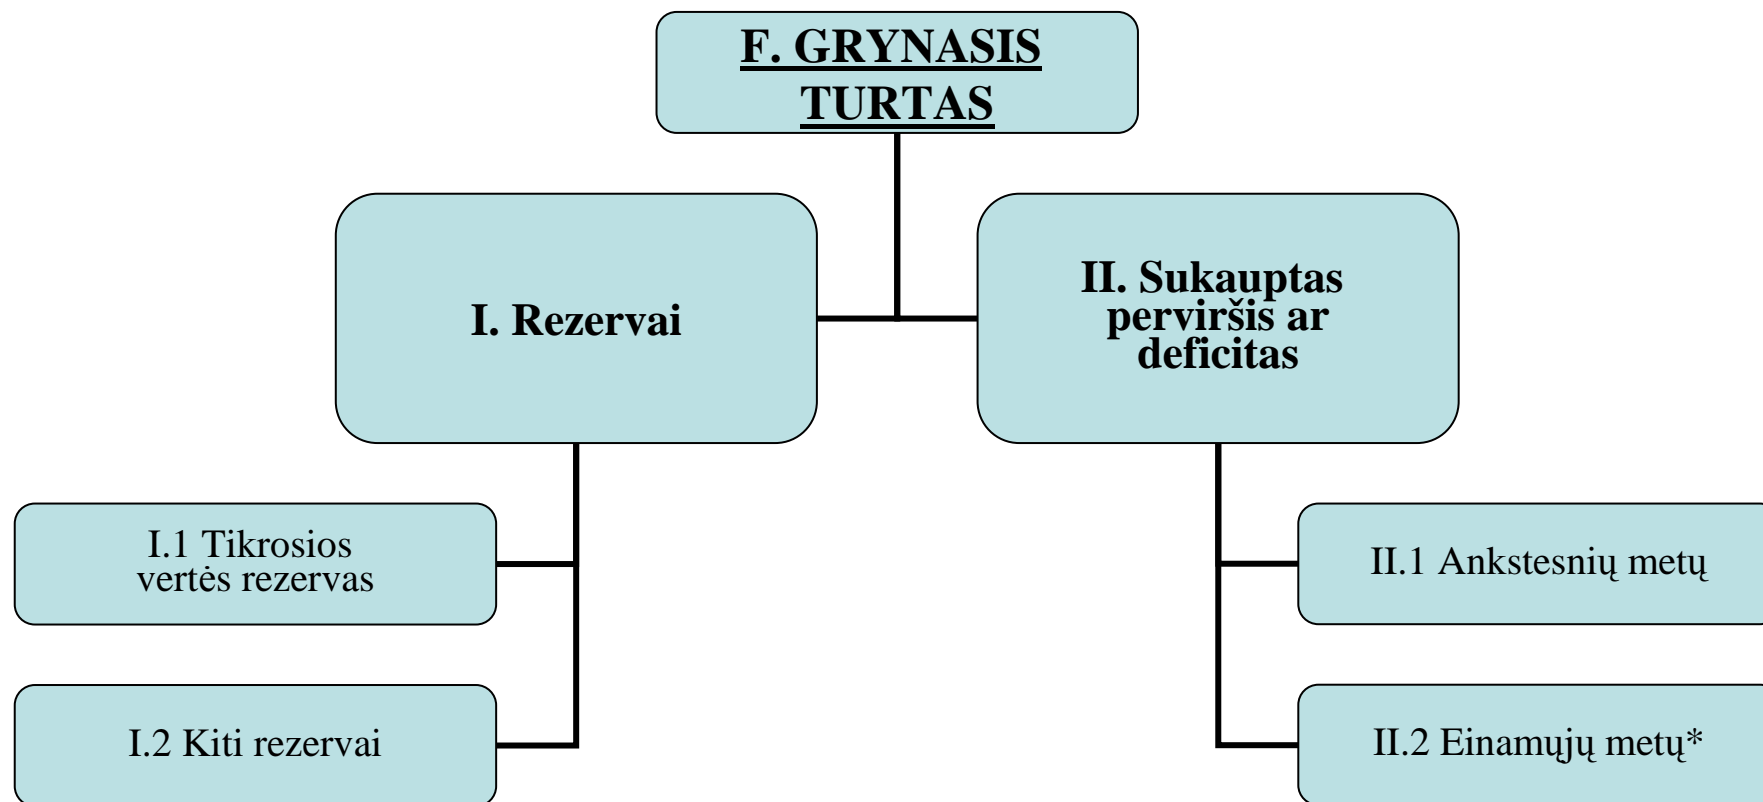 F. GRYNASIS
TURTAS
I. Rezervai
II. Sukauptas
perviršis ar
deficitas
I.1 Tikrosios
vertės rezervas
II.1 Ankstesnių metų
I.2 Kiti rezervai
II.2 Einamųjų metų*